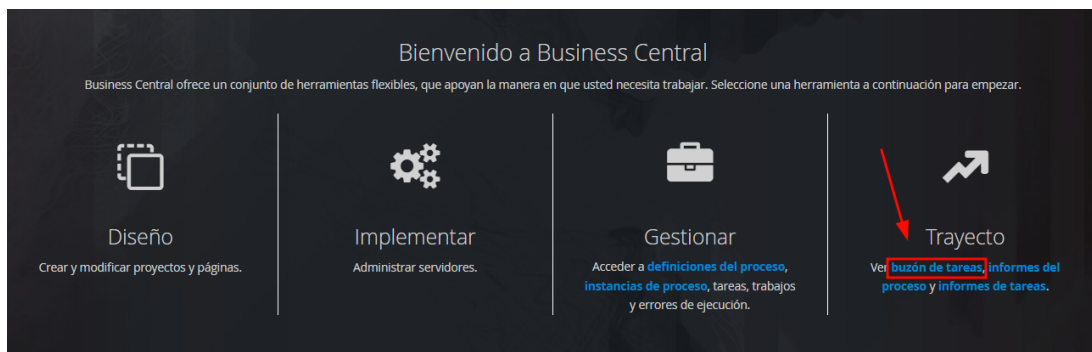 Bienvenido a Business Central
Business Central ofrece un conjunto de herramientas flexibles, que apoyan la manera en que usted necesita trabajar. Seleccione una herramienta a continuación para empezar.
Diseño
Crear y modificar proyectos y páginas.
Implementar
Administrar servidores.
Gestionar
Acceder a definiciones del proceso,
instancias de proceso, tareas, trabajos
y errores de ejecución.
Trayecto
Ver buzón de tareas, informes del
proceso y informes de tareas.